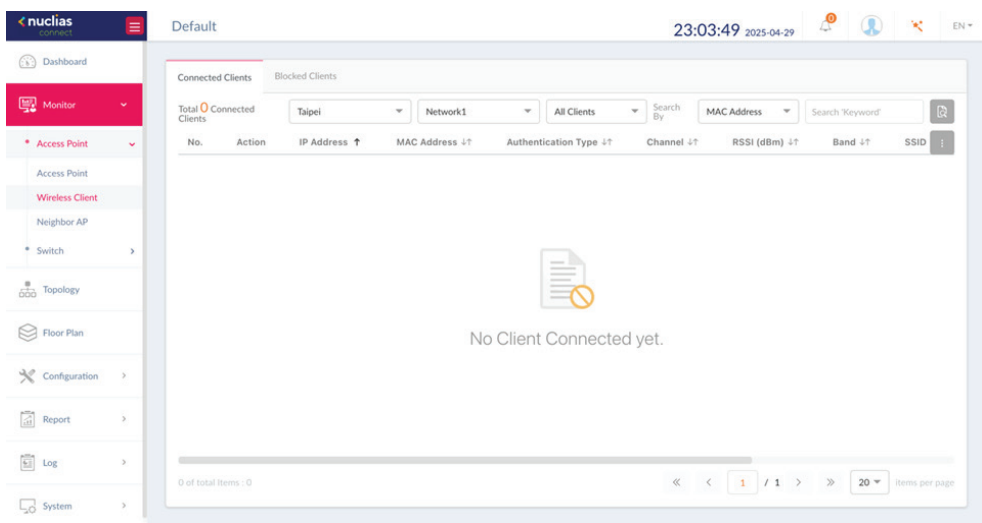 nuclias
connect
Default
23:03:49 2025-04-29
EN
Dashboard
Monitor
Access Point
Access Point
Wireless Client
Neighbor AP
Switch
Topology
Floor Plan
Configuration
Report
Log
System
Connected Clients
Blocked Clients
Total 0 Connected
Clients
Taipei
Network1
All Clients
Search
By
MAC Address
Search 'Keyword'
No. Action IP Address MAC Address Authentication Type Channel RSSI (dBm) Band SSID
No Client Connected yet.
0 of total items : 0
1 / 1
20
items per page